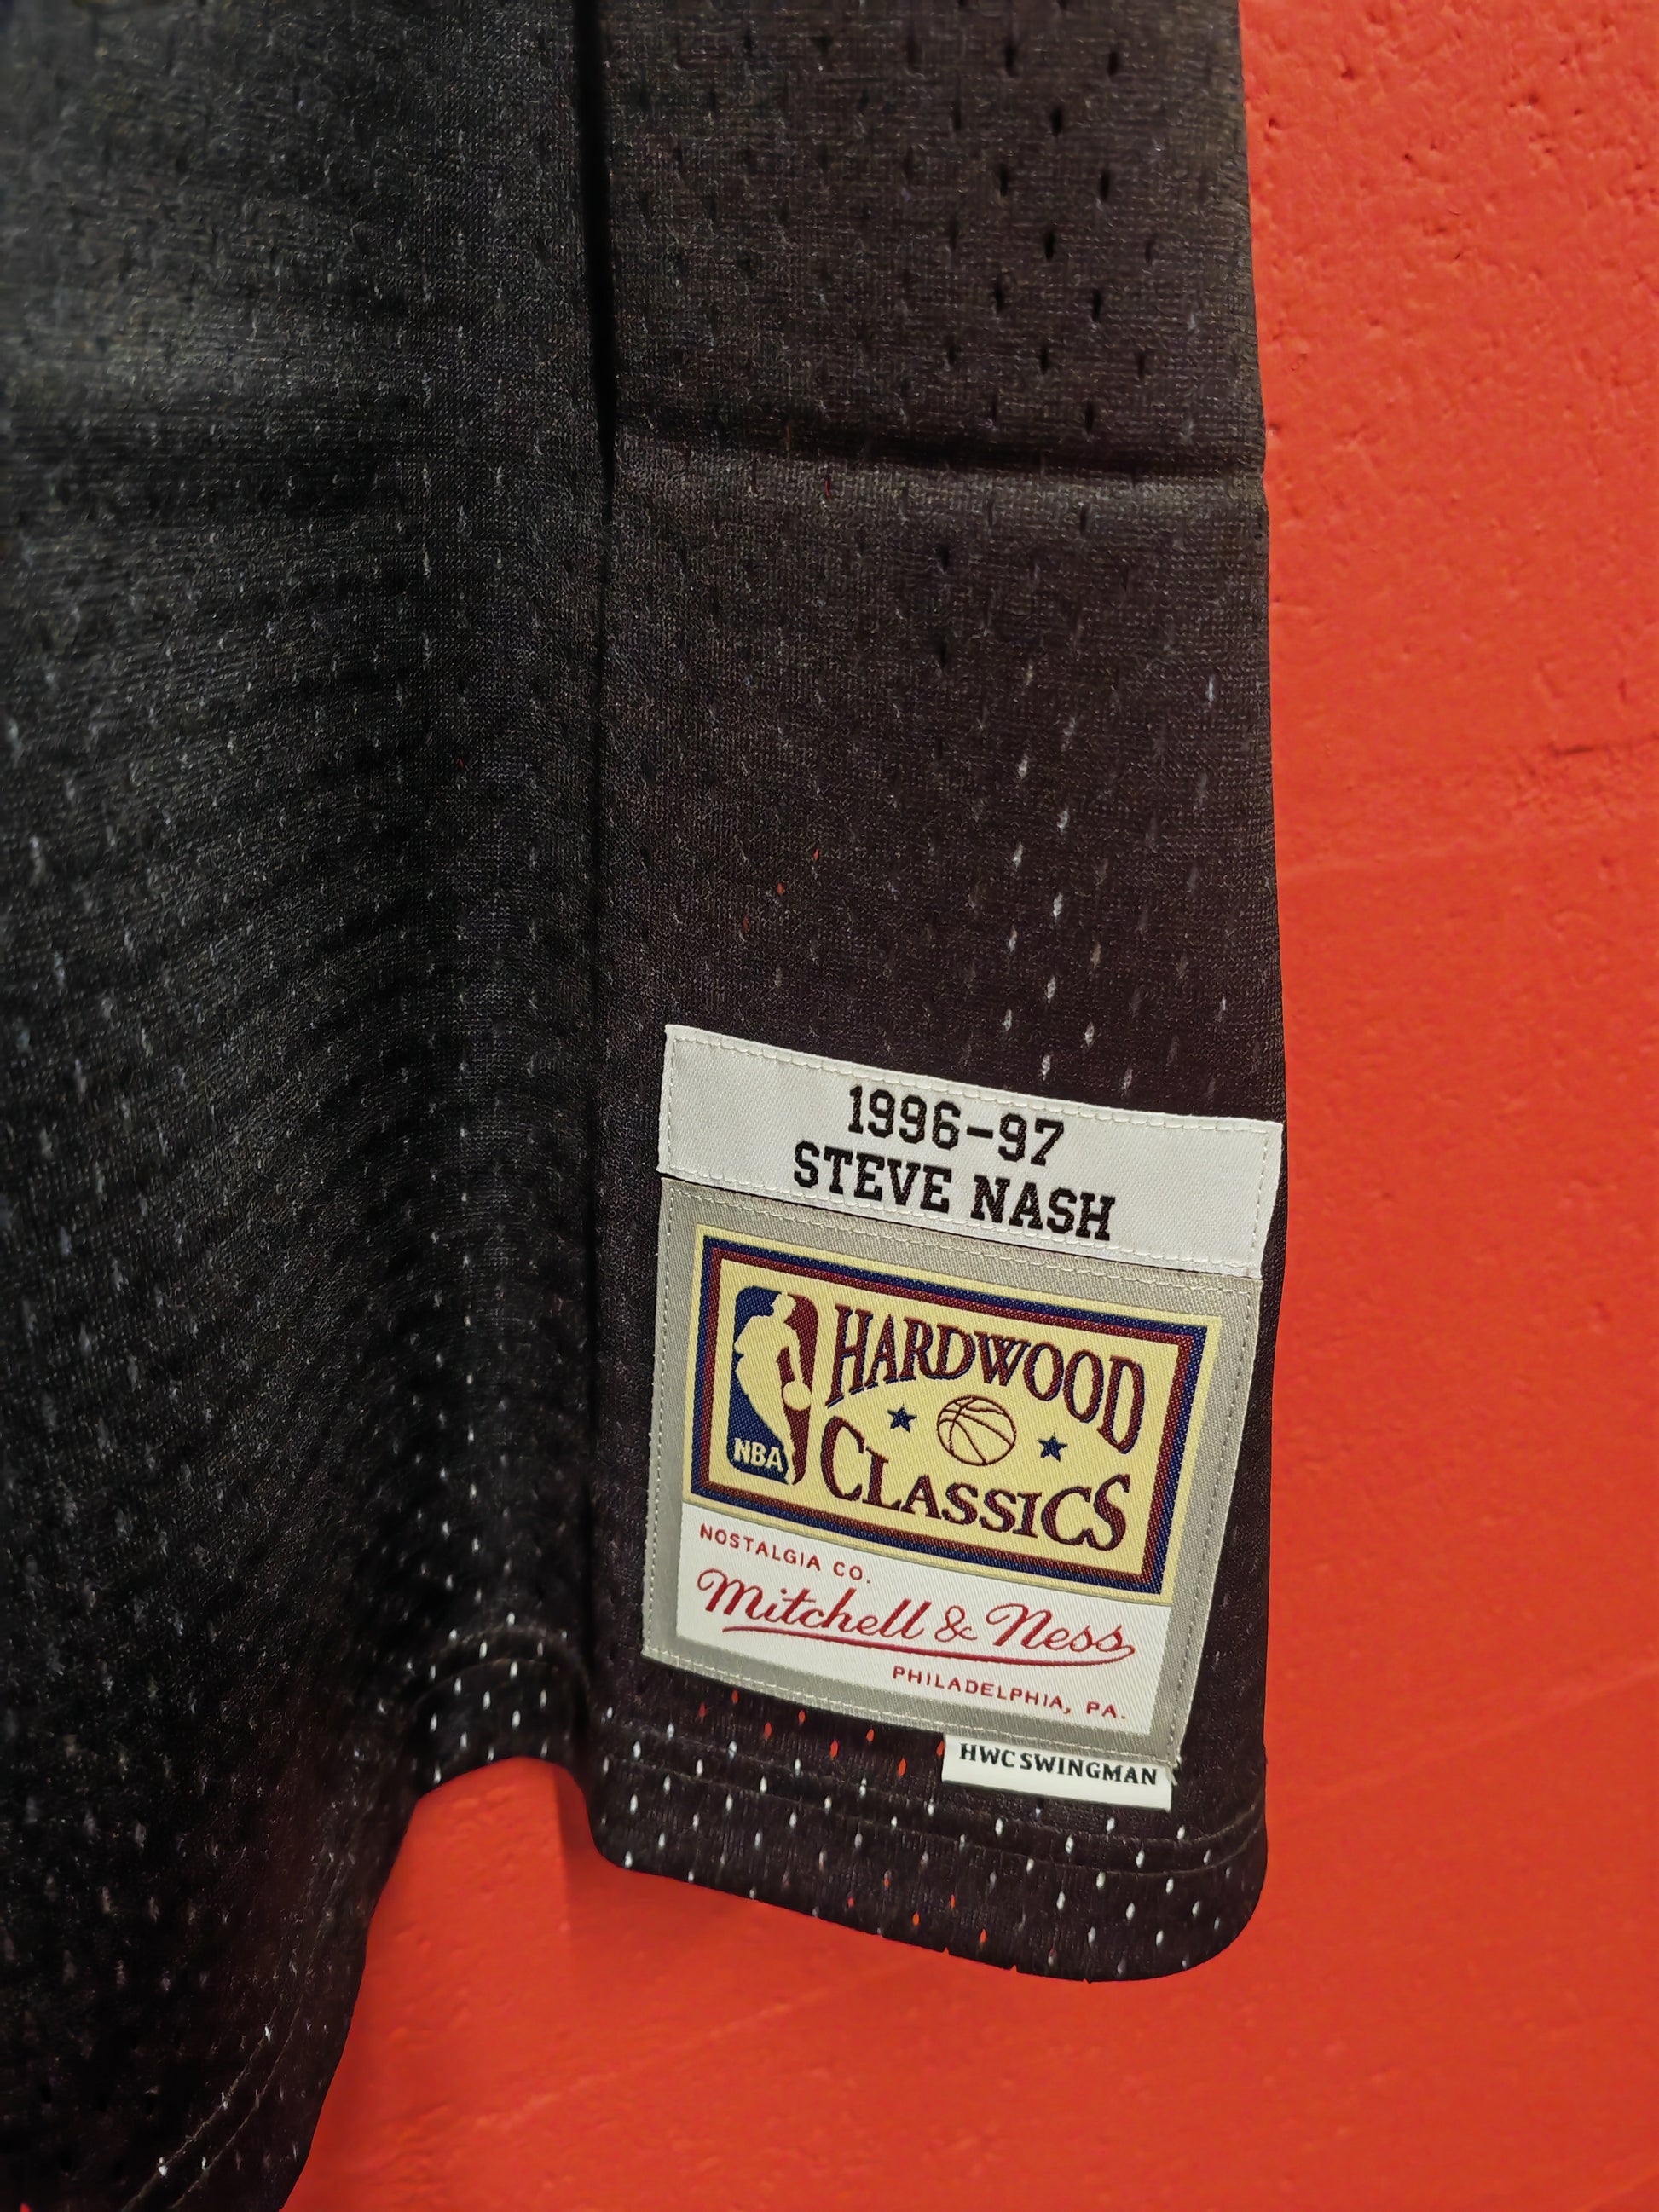 1996-97
STEVE NASH
HARDWOOD
CLASSICS
NBA
NOSTALGIA CO.
Mitchell & Ness
PHILADELPHIA, PA.
HWC SWINGMAN